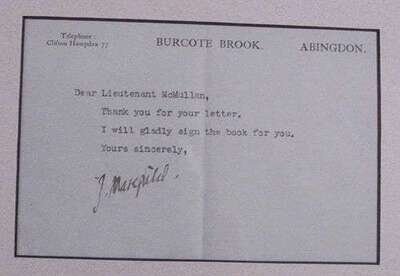 Telephone
Clifton Hampden 77
BURCOTE BROOK.
ABINGDON.
Dear Lieutenant McMullan,
Thank you for your letter.
I will gladly sign the book for you.
Yours sincerely,
J. Masefield.